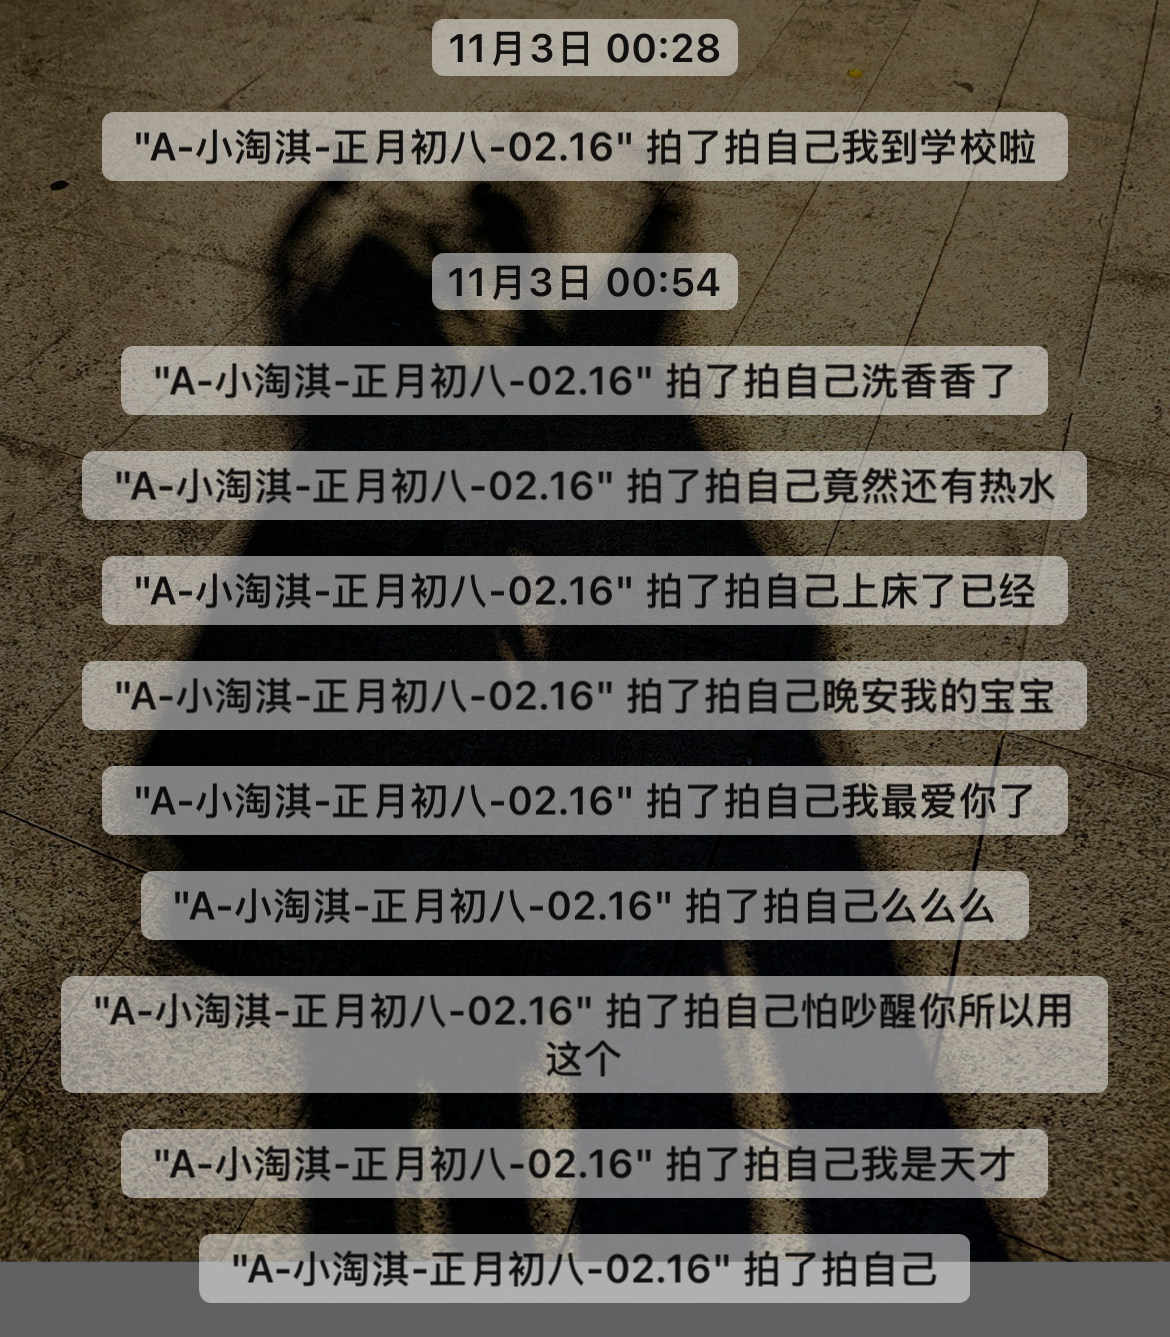 11月3日 00:28
"A-小淘淇-正月初八-02.16" 拍了拍自己我到学校啦
11月3日 00:54
"A-小淘淇-正月初八-02.16" 拍了拍自己洗香香了
"A-小淘淇-正月初八-02.16" 拍了拍自己竟然还有热水
"A-小淘淇-正月初八-02.16" 拍了拍自己上床了已经
"A-小淘淇-正月初八-02.16" 拍了拍自己晚安我的宝宝
"A-小淘淇-正月初八-02.16" 拍了拍自己我最爱你了
"A-小淘淇-正月初八-02.16" 拍了拍自己么么么
"A-小淘淇-正月初八-02.16" 拍了拍自己怕吵醒你所以用
这个
"A-小淘淇-正月初八-02.16" 拍了拍自己我是天才
"A-小淘淇-正月初八-02.16" 拍了拍自己